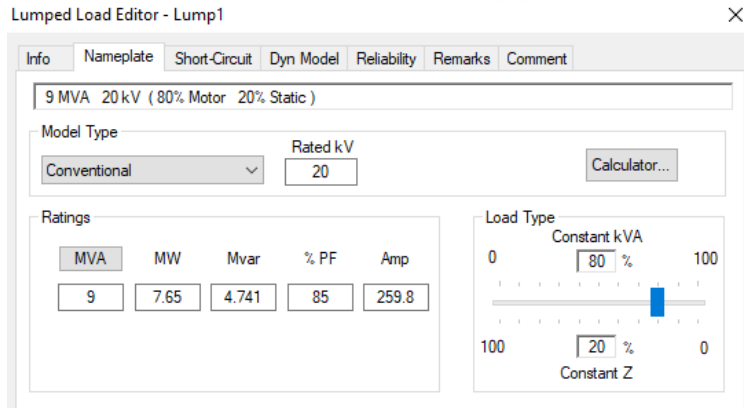 Lumped Load Editor - Lump1
Info Nameplate Short-Circuit Dyn Model Reliability Remarks Comment
9 MVA 20 kV ( 80% Motor 20% Static )
Model Type
Rated kV
Conventional 20 Calculator...
Ratings
MVA MW Mvar % PF Amp
9 7.65 4.741 85 259.8
Load Type
Constant kVA
0 80 % 100
100 20 % 0
Constant Z